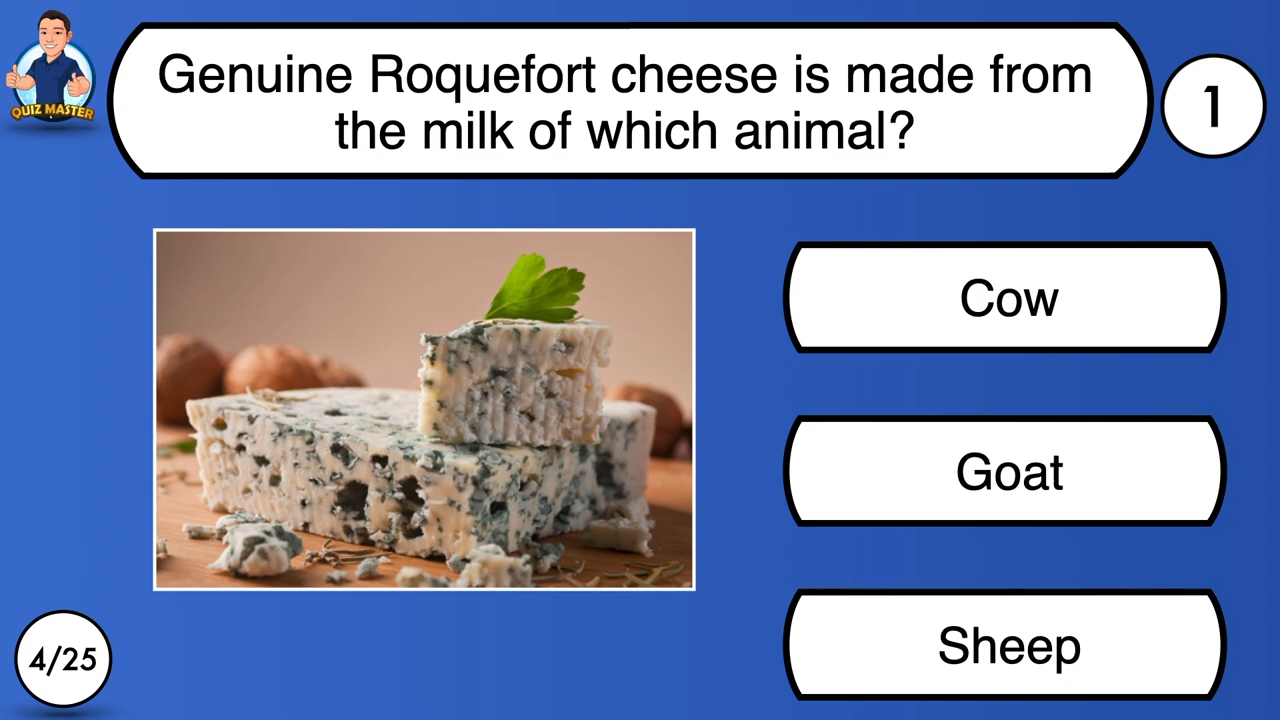 Genuine Roquefort cheese is made from
the milk of which animal?
1
QUIZ MASTER
Cow
Goat
Sheep
4/25